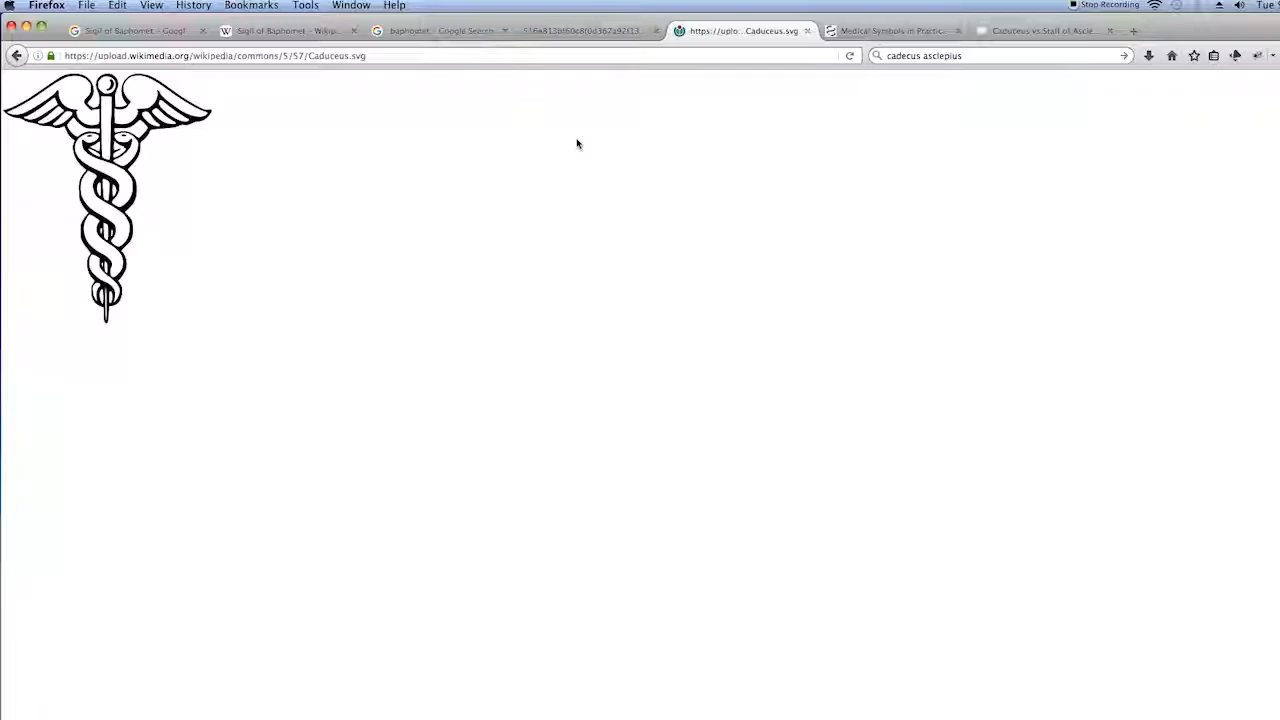 Firefox File Edit View History Bookmarks Tools Window Help Stop Recording Tue
Sigil of Baphomet - Googl Sigil of Baphomet - Wikip... baphomet - Google Search https://uplo...Caduceus.svg Medical Symbols in Practic... Caduceus vs Staff of Ascle...
https://upload.wikimedia.org/wikipedia/commons/5/57/Caduceus.svg cadecus asclepius